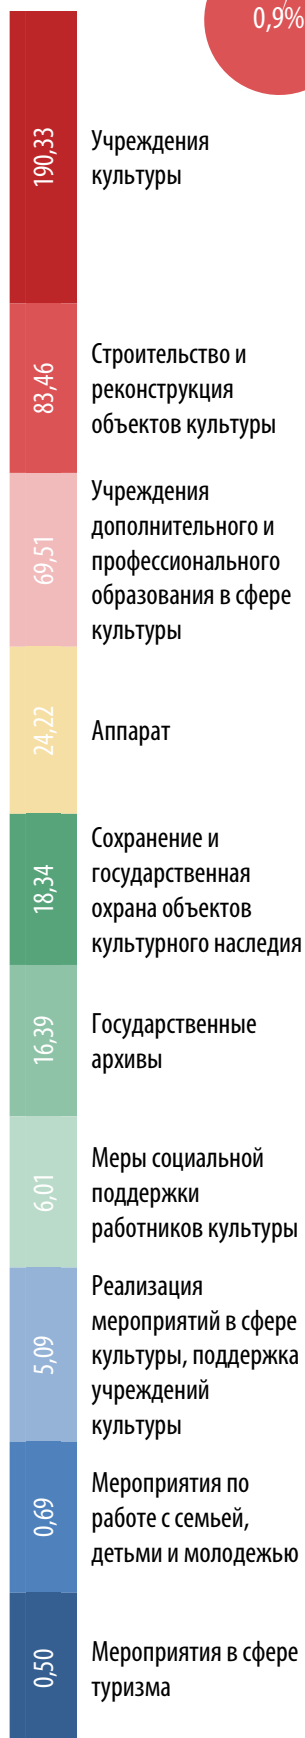 0,9%
190,33
Учреждения
культуры
83,46
Строительство и
реконструкция
объектов культуры
69,51
Учреждения
дополнительного и
профессионального
образования в сфере
культуры
24,22
Аппарат
18,34
Сохранение и
государственная
охрана объектов
культурного наследия
16,39
Государственные
архивы
6,01
Меры социальной
поддержки
работников культуры
5,09
Реализация
мероприятий в сфере
культуры, поддержка
учреждений
культуры
0,69
Мероприятия по
работе с семьей,
детьми и молодежью
0,50
Мероприятия в сфере
туризма